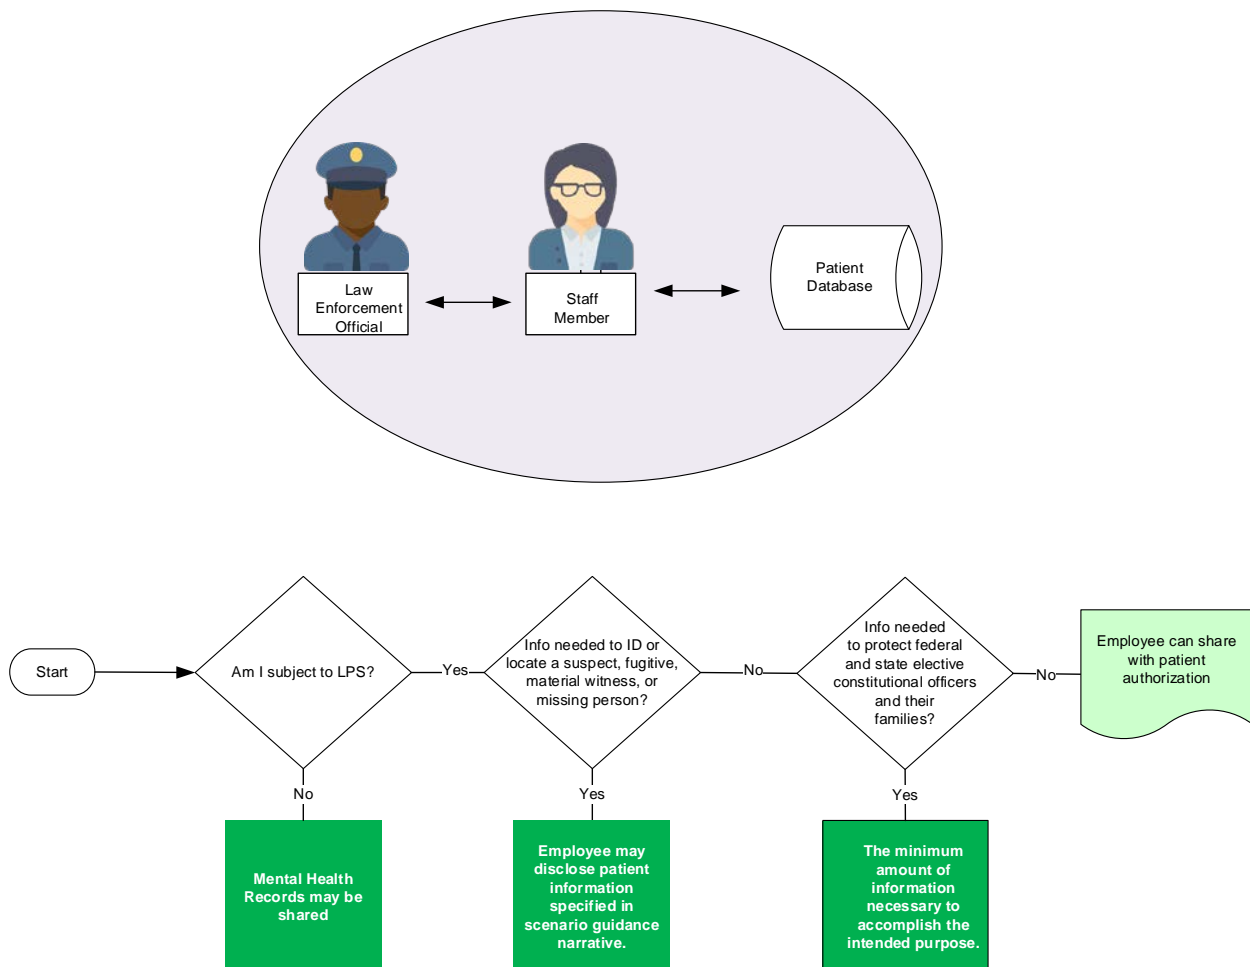 Law
Enforcement
Official
Staff
Member
Patient
Database
Start
Am I subject to LPS?
Yes
Info needed to ID or
locate a suspect, fugitive,
material witness, or
missing person?
No
Info needed
to protect federal
and state elective
constitutional officers
and their
families?
No
Employee can share
with patient
authorization
No
Yes
Yes
Mental Health
Records may be
shared
Employee may
disclose patient
information
specified in
scenario guidance
narrative.
The minimum
amount of
information
necessary to
accomplish the
intended purpose.